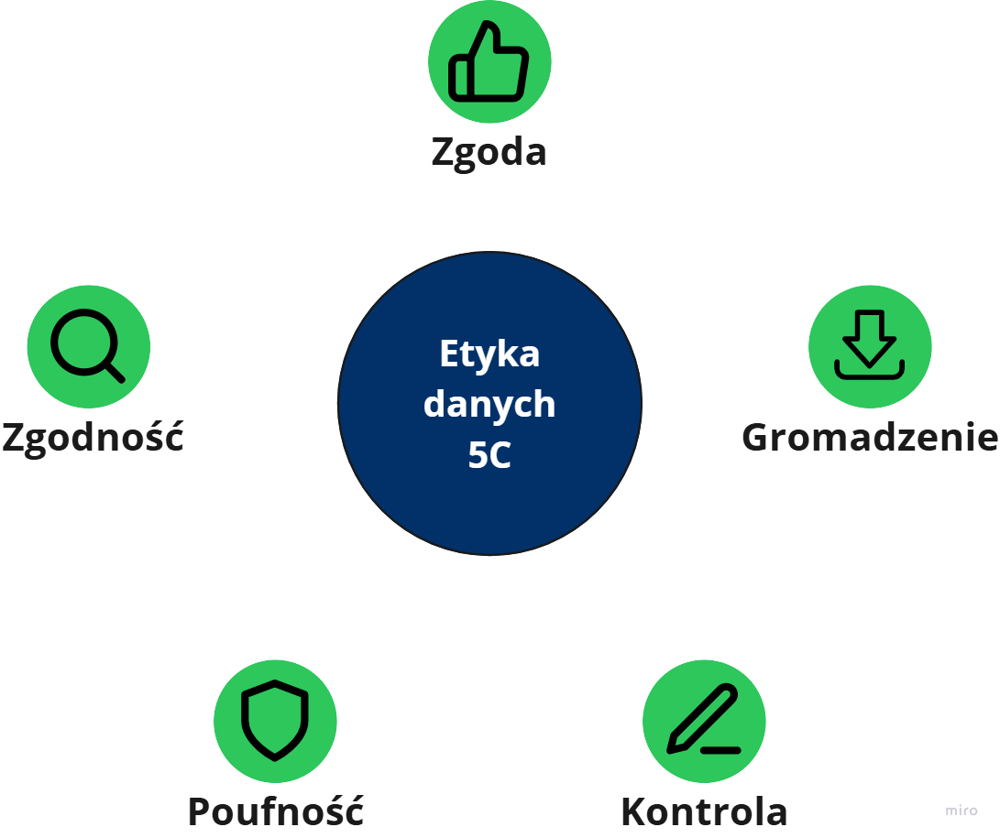 Zgoda
Etyka
danych
5C
Zgodność
Gromadzenie
Poufność
Kontrola
miro